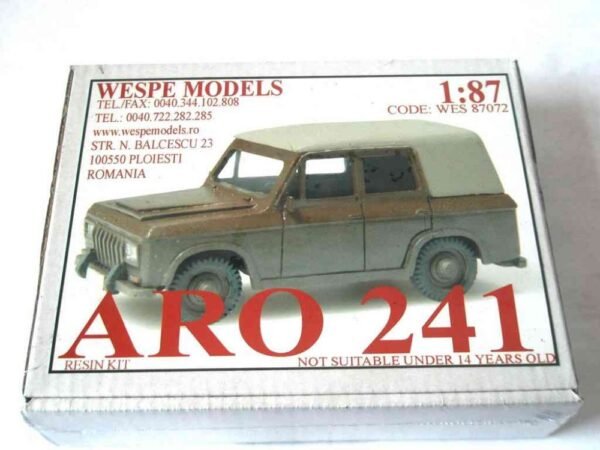 WESPE MODELS
TEL./FAX: 0040.344.102.808
TEL.: 0040.722.282.285
www.wespemodels.ro
STR. N. BALCESCU 23
100550 PLOIESTI
ROMANIA
1:87
CODE: WES 87072
ARO 241
RESIN KIT
NOT SUITABLE UNDER 14 YEARS OLD